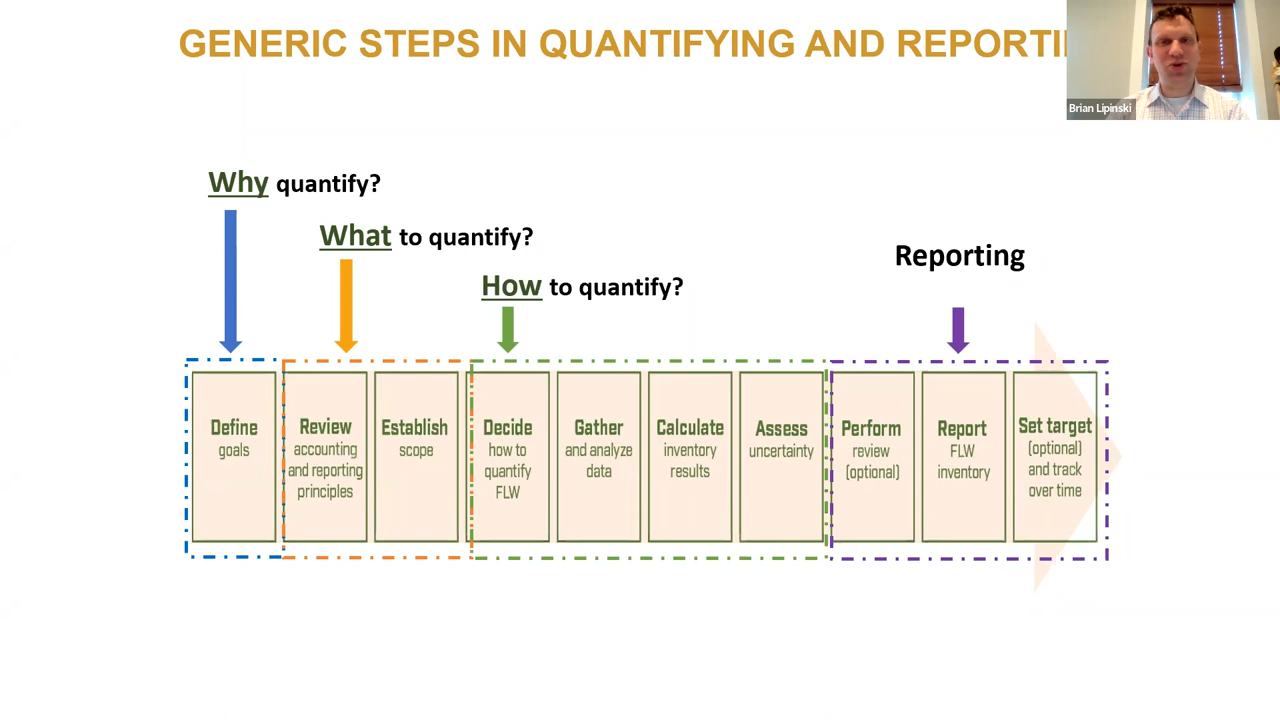 GENERIC STEPS IN QUANTIFYING AND
Brian Lipinski
Why quantify?
What to quantify?
How to quantify?
Reporting
Define
goals
Review
accounting
and reporting
principles
Establish
scope
Decide
how to
quantify
FLW
Gather
and analyze
data
Calculate
inventory
results
Assess
uncertainty
Perform
review
(optional)
Report
FLW
inventory
Set target
(optional)
and track
over time